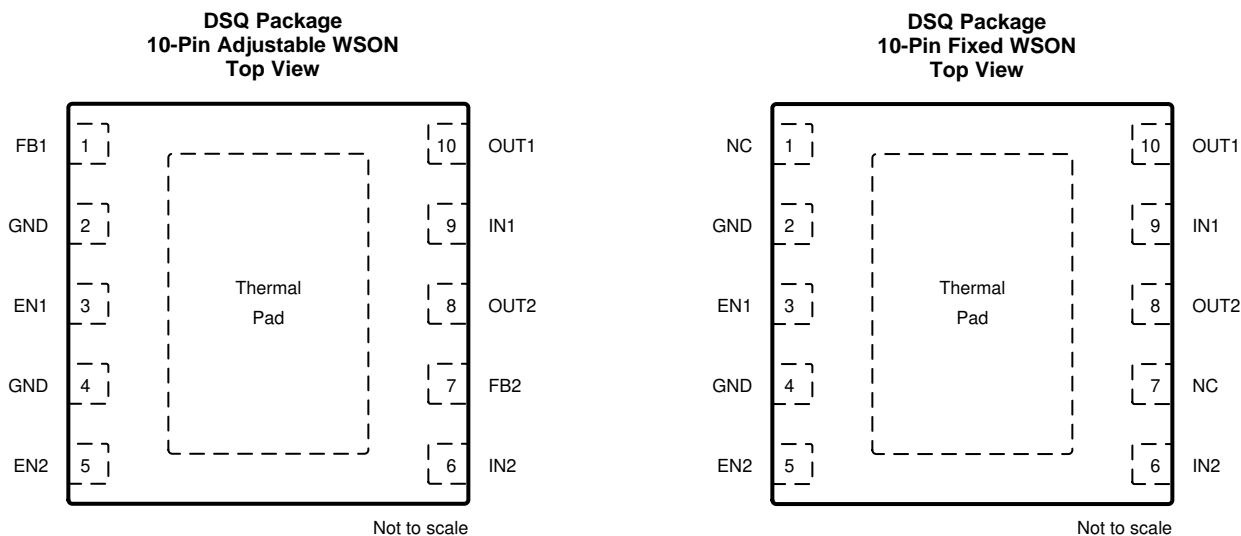 DSQ Package
10-Pin Adjustable WSON
Top View
FB1 1 10 OUT1
GND 2 9 IN1
EN1 3 8 OUT2
GND 4 7 FB2
EN2 5 6 IN2
Thermal
Pad
Not to scale
DSQ Package
10-Pin Fixed WSON
Top View
NC 1 10 OUT1
GND 2 9 IN1
EN1 3 8 OUT2
GND 4 7 NC
EN2 5 6 IN2
Thermal
Pad
Not to scale